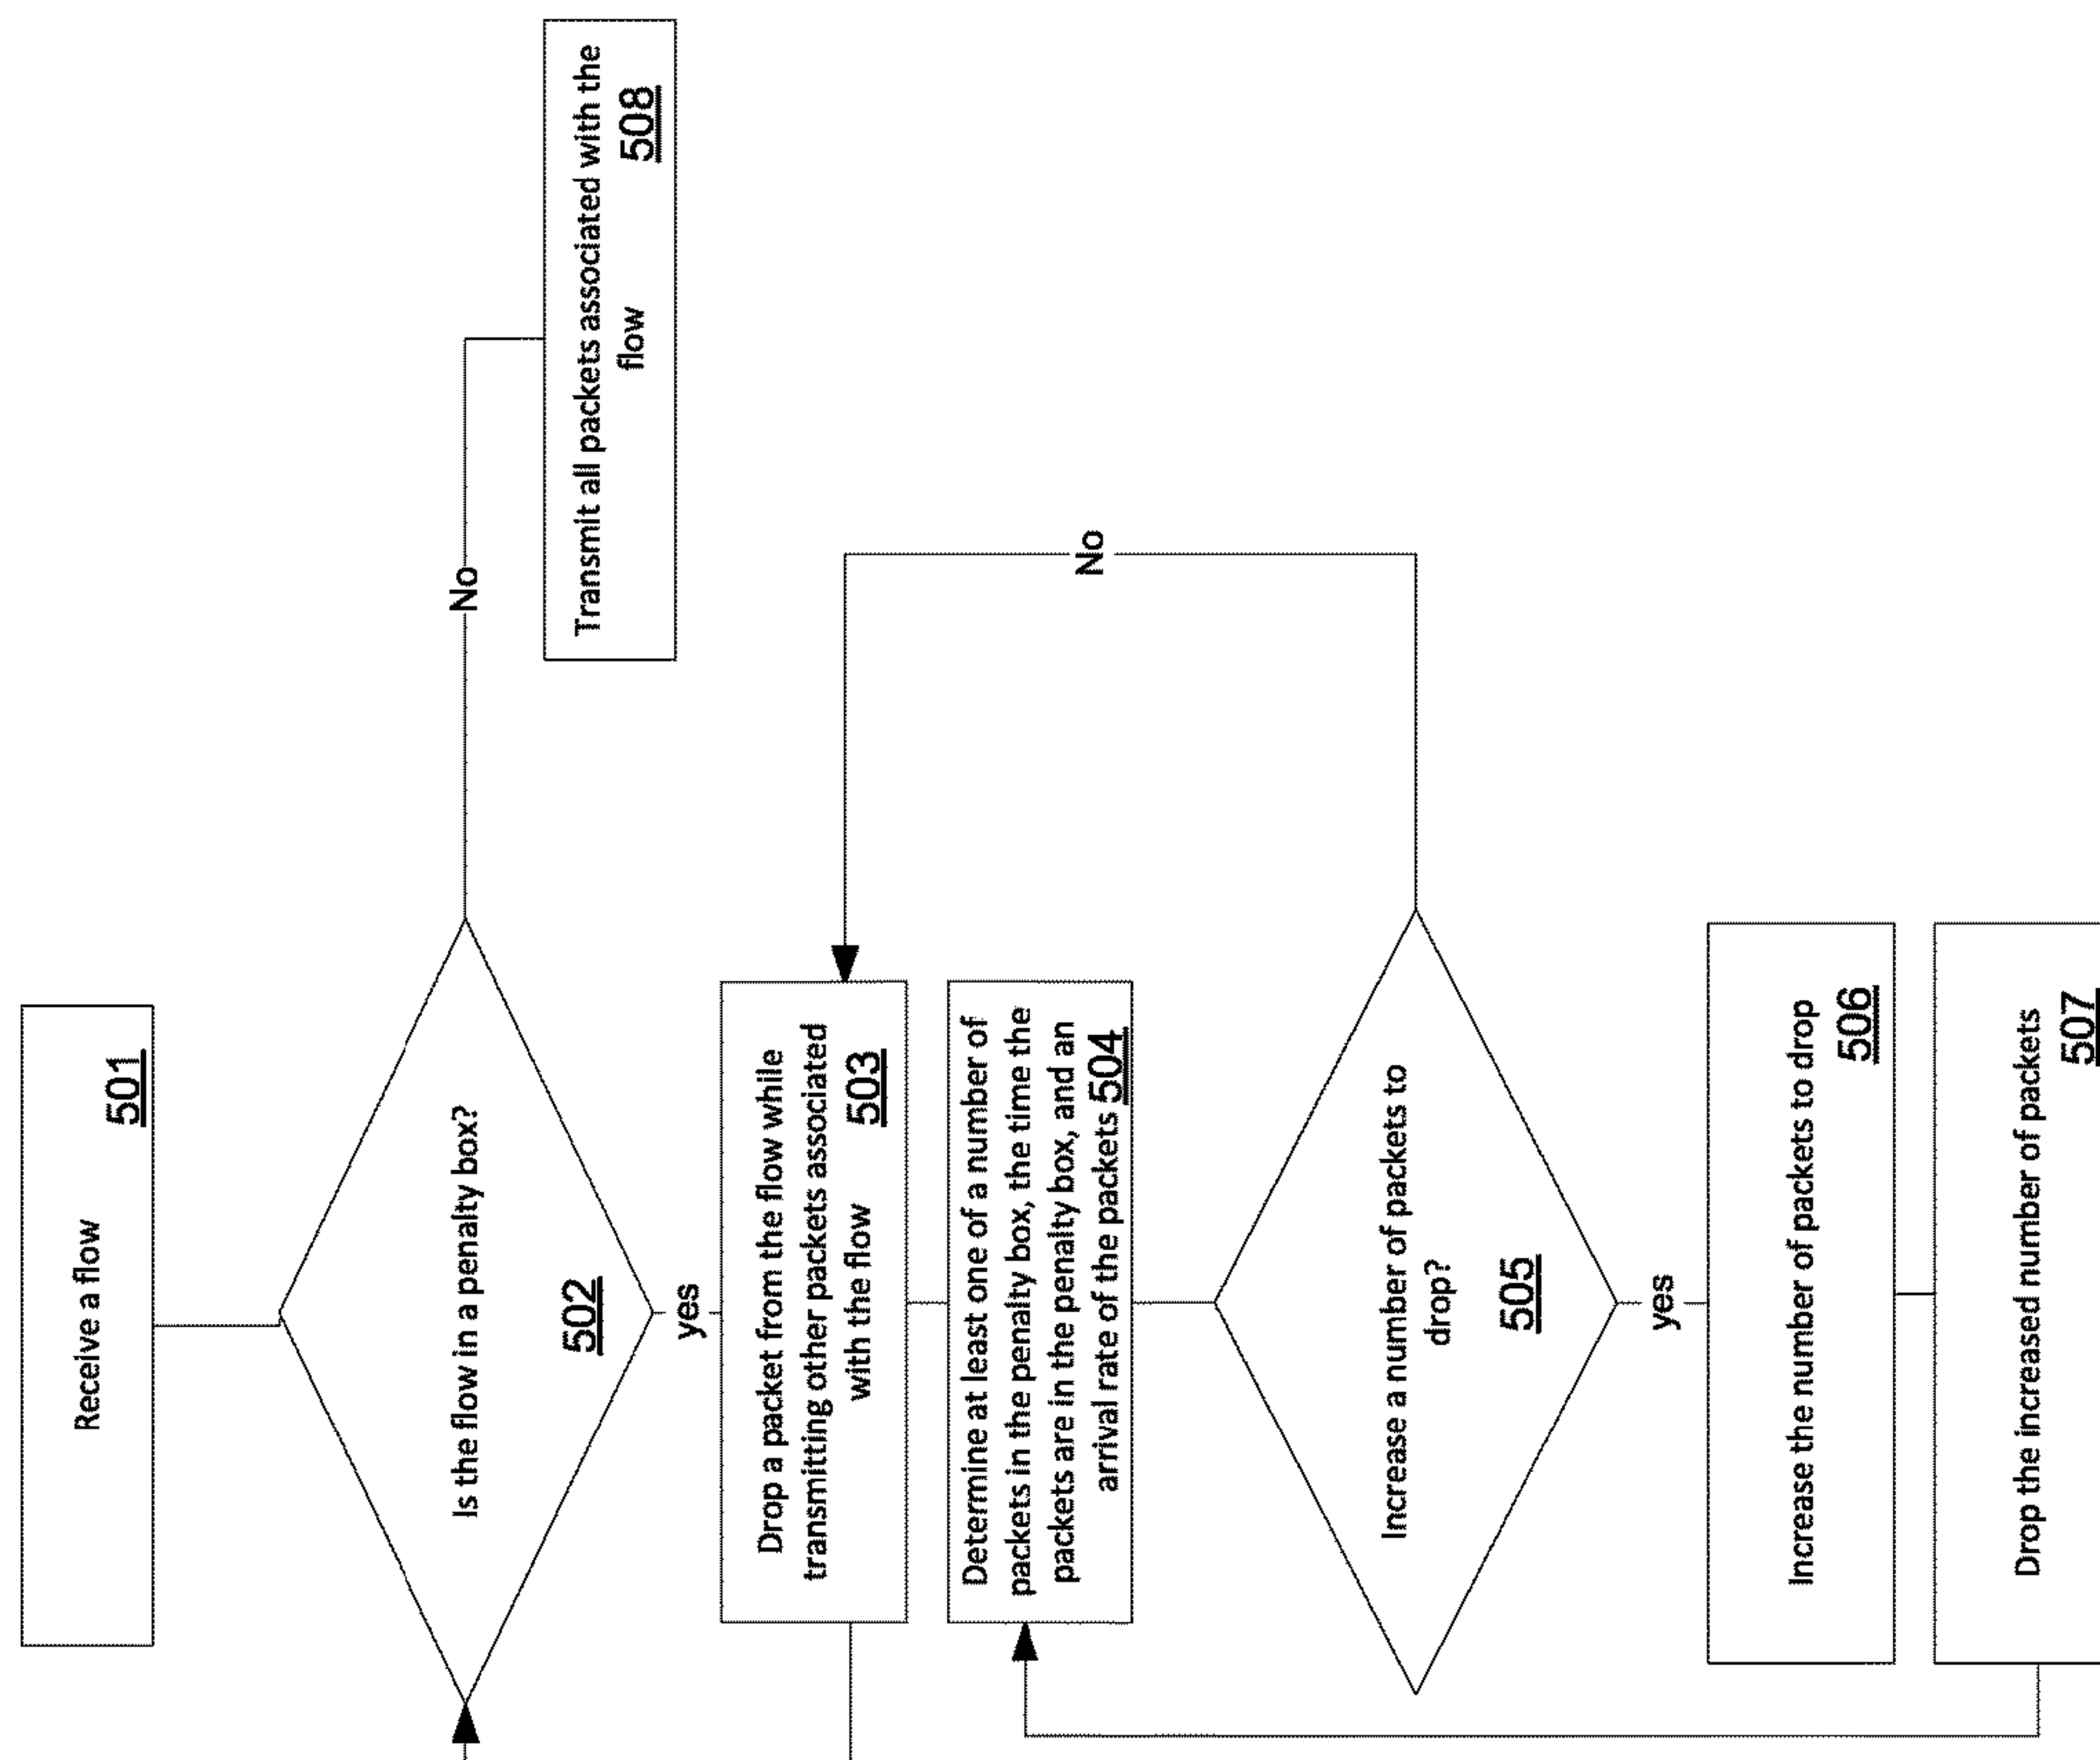 Receive a flow
501
Is the flow in a penalty box?
502
No
Transmit all packets associated with the
flow
508
yes
Drop a packet from the flow while
transmitting other packets associated
with the flow
503
Determine at least one of a number of
packets in the penalty box, the time the
packets are in the penalty box, and an
arrival rate of the packets 504
Increase a number of packets to
drop?
505
No
yes
Increase the number of packets to drop
506
Drop the increased number of packets
507